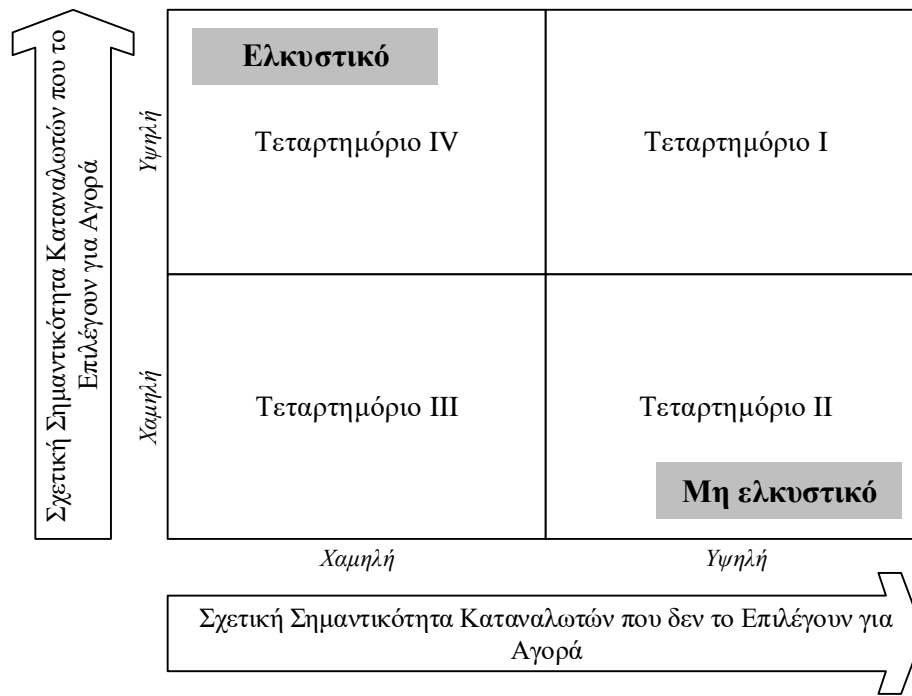 Σχετική Σημαντικότητα Καταναλωτών που το
Επιλέγουν για Αγορά
Υψηλή
Χαμηλή
Ελκυστικό
Τεταρτημόριο IV
Τεταρτημόριο I
Τεταρτημόριο III
Τεταρτημόριο II
Μη ελκυστικό
Χαμηλή
Υψηλή
Σχετική Σημαντικότητα Καταναλωτών που δεν το Επιλέγουν για
Αγορά